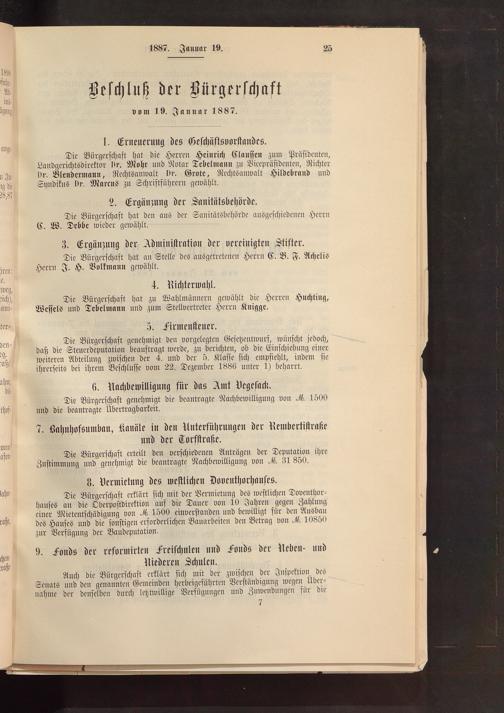 1887. Januar 19. 25
Beschluß der Bürgerschaft
vom 19. Januar 1887.
1. Erneuerung des Geschäftsvorstandes.
Die Bürgerschaft hat die Herren Heinrich Claussen zum Präsidenten,
Landgerichtsdirektor Dr. Mohr und Notar Tebelmann zu Vicepräsidenten, Richter
Dr. Blendermann, Rechtsanwalt Dr. Grote, Rechtsanwalt Hildebrand und
Syndikus Dr. Marcus zu Schriftführern gewählt.
2. Ergänzung der Sanitätsbehörde.
Die Bürgerschaft hat den aus der Sanitätsbehörde ausgeschiedenen Herrn
C. W. Debbe wieder gewählt.
3. Ergänzung der Administration der vereinigten Stifter.
Die Bürgerschaft hat an Stelle des ausgetretenen Herrn C. B. F. Achelis
Herrn J. H. Volkmann gewählt.
4. Richterwahl.
Die Bürgerschaft hat zu Wahlmännern gewählt die Herren Huchting,
Wessels und Tebelmann und zum Stellvertreter Herrn Knigge.
5. Firmensteuer.
Die Bürgerschaft genehmigt den vorgelegten Gesetzentwurf, wünscht jedoch,
daß die Steuerdeputation beauftragt werde, zu berichten, ob die Einschiebung einer
weiteren Abteilung zwischen der 4. und der 5. Klasse sich empfiehlt, indem sie
ihrerseits bei ihrem Beschlusse vom 22. Dezember 1886 unter 1) beharrt.
6. Nachbewilligung für das Amt Vegesack.
Die Bürgerschaft genehmigt die beantragte Nachbewilligung von M. 1500
und die beantragte Übertragbarkeit.
7. Bahnhofsumbau, Kanäle in den Unterführungen der Rembertistraße
und der Torfstraße.
Die Bürgerschaft erteilt den verschiedenen Anträgen der Deputation ihre
Zustimmung und genehmigt die beantragte Nachbewilligung von M. 31 850.
8. Vermietung des westlichen Doventhorhauses.
Die Bürgerschaft erklärt sich mit der Vermietung des westlichen Doventhor-
hauses an die Oberpostdirektion auf die Dauer von 10 Jahren gegen Zahlung
einer Mietentschädigung von M. 1500 einverstanden und bewilligt für den Ausbau
des Hauses und die sonstigen erforderlichen Bauarbeiten den Betrag von M. 10850
zur Verfügung der Baudeputation.
9. Fonds der reformirten Freischulen und Fonds der Neben- und
Niederen Schulen.
Auch die Bürgerschaft erklärt sich mit der zwischen der Inspektion des
Senats und den genannten Gemeinden herbeigeführten Verständigung wegen Über-
nahme der denselben durch letztwillige Verfügungen und Zuwendungen für die
7